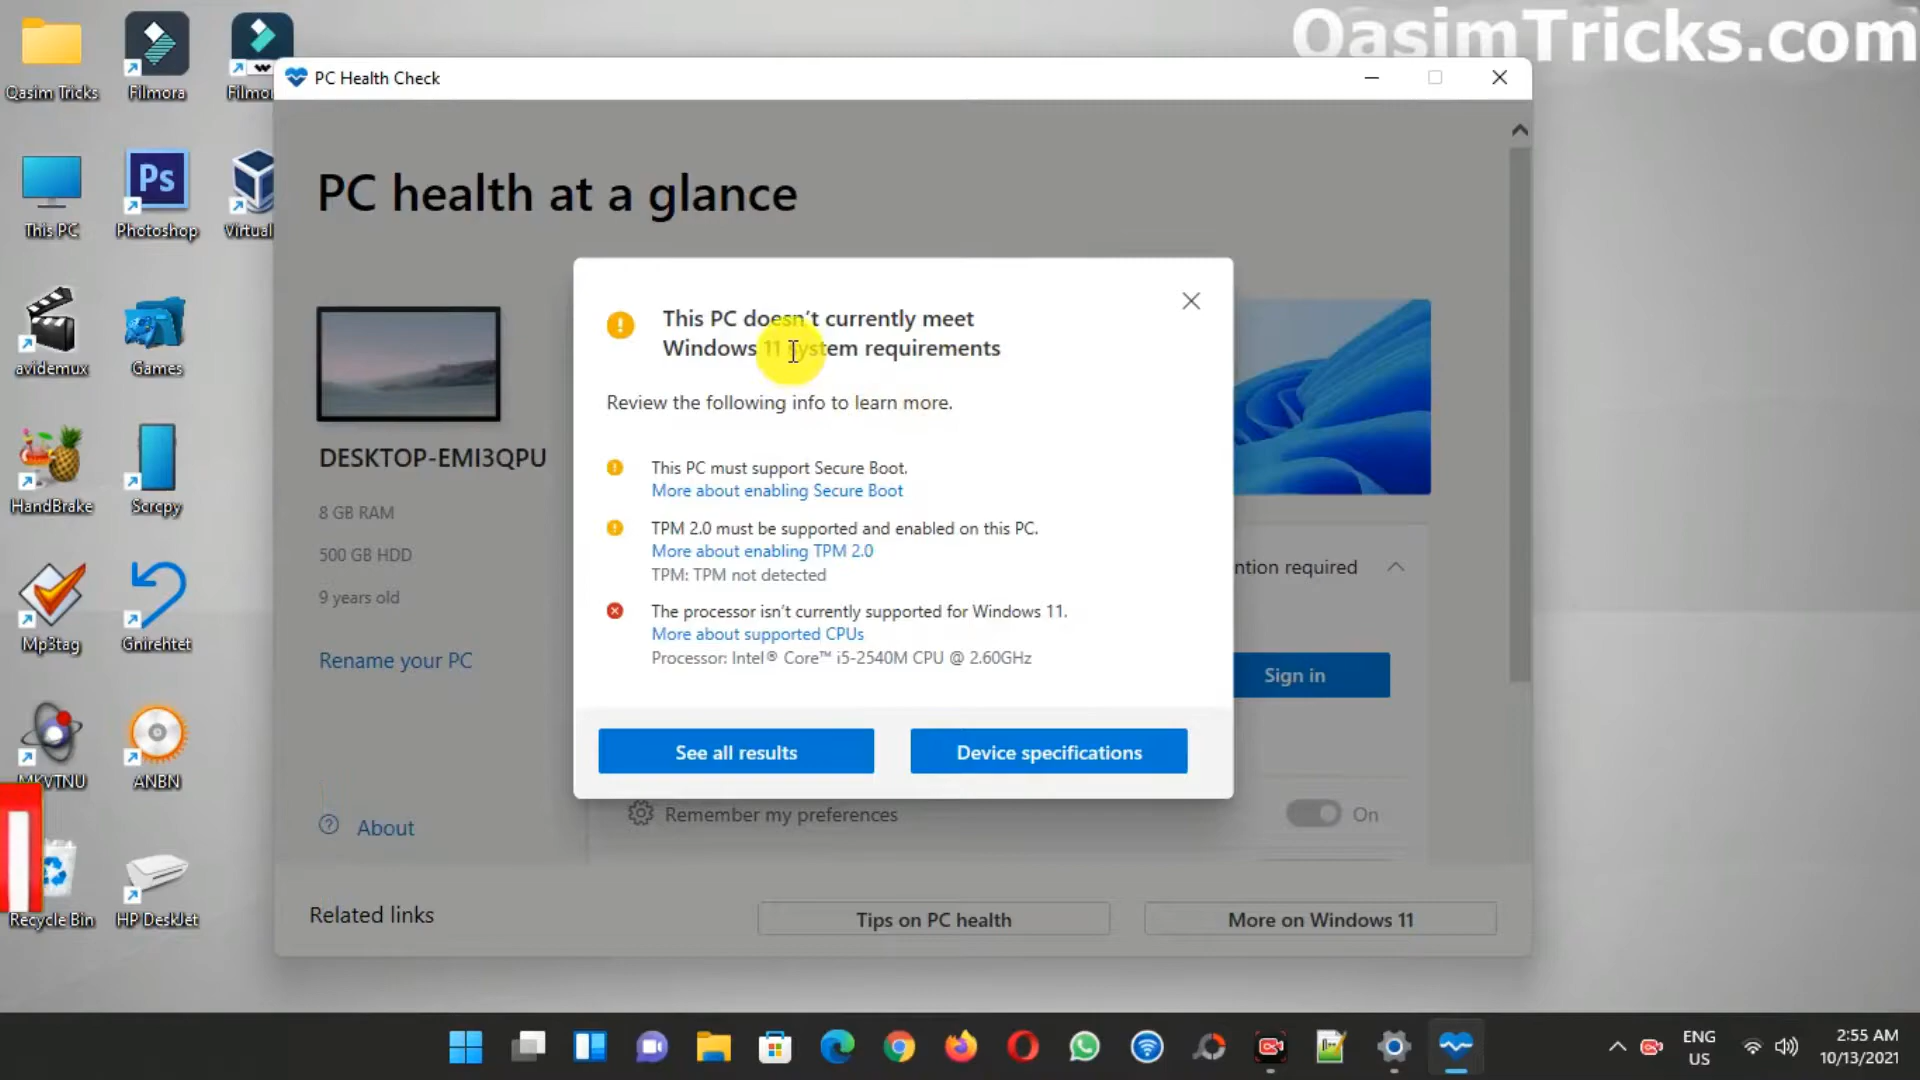 QasimTricks.com
Qasim Tricks
Filmora
Filmo
This PC
Ps
Photoshop
Virtual
avidemux
Games
HandBrake
Scrcpy
Mp3tag
Gnirehtet
MKVTNU
ANBN
Recycle Bin
HP DeskJet
PC Health Check
PC health at a glance
DESKTOP-EMI3QPU
8 GB RAM
500 GB HDD
9 years old
Rename your PC
About
This PC doesn't currently meet
Windows 11 system requirements
Review the following info to learn more.
This PC must support Secure Boot.
More about enabling Secure Boot
TPM 2.0 must be supported and enabled on this PC.
More about enabling TPM 2.0
TPM: TPM not detected
The processor isn't currently supported for Windows 11.
More about supported CPUs
Processor: Intel® Core™ i5-2540M CPU @ 2.60GHz
See all results
Device specifications
ntion required
Sign in
Remember my preferences
On
Related links
Tips on PC health
More on Windows 11
ENG
US
2:55 AM
10/13/2021